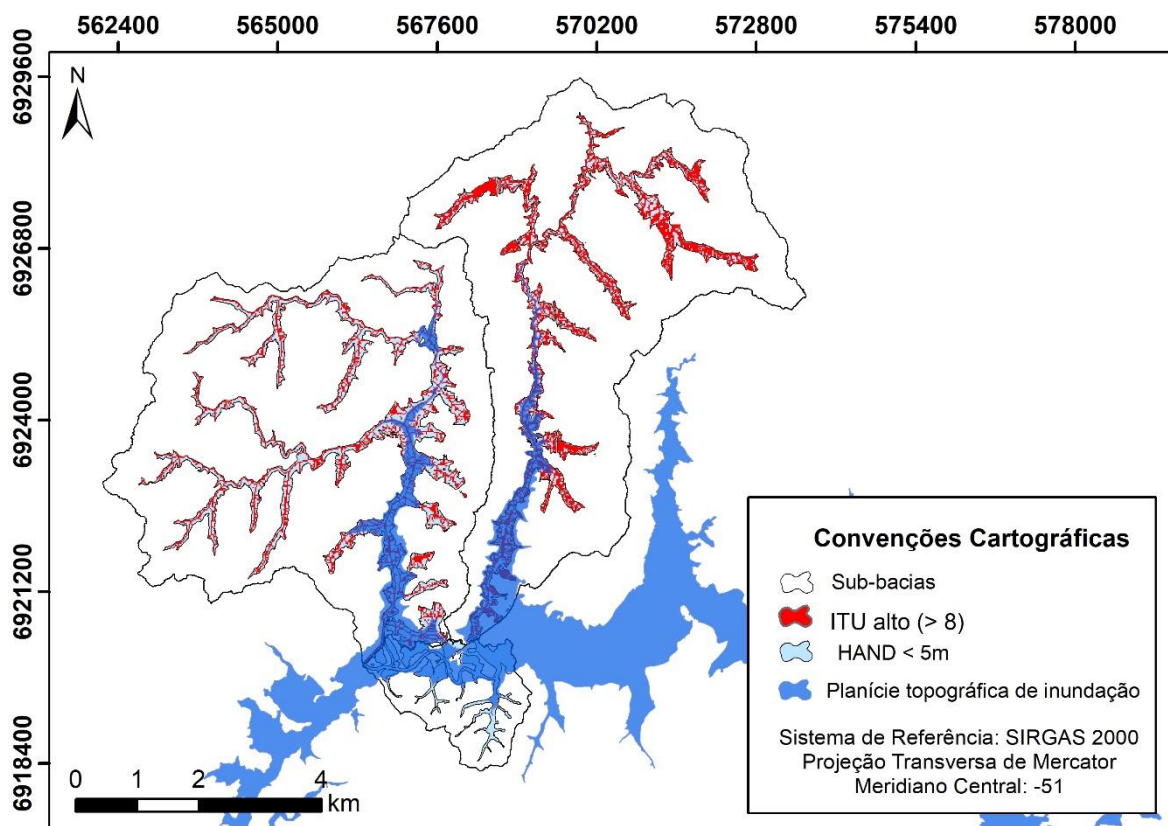 562400 565000 567600 570200 572800 575400 578000
6929600
N
6926800
6924000
6921200
6918400
0 1 2 4
km
Convenções Cartográficas
Sub-bacias
ITU alto (> 8)
HAND < 5m
Planície topográfica de inundação
Sistema de Referência: SIRGAS 2000
Projeção Transversa de Mercator
Meridiano Central: -51